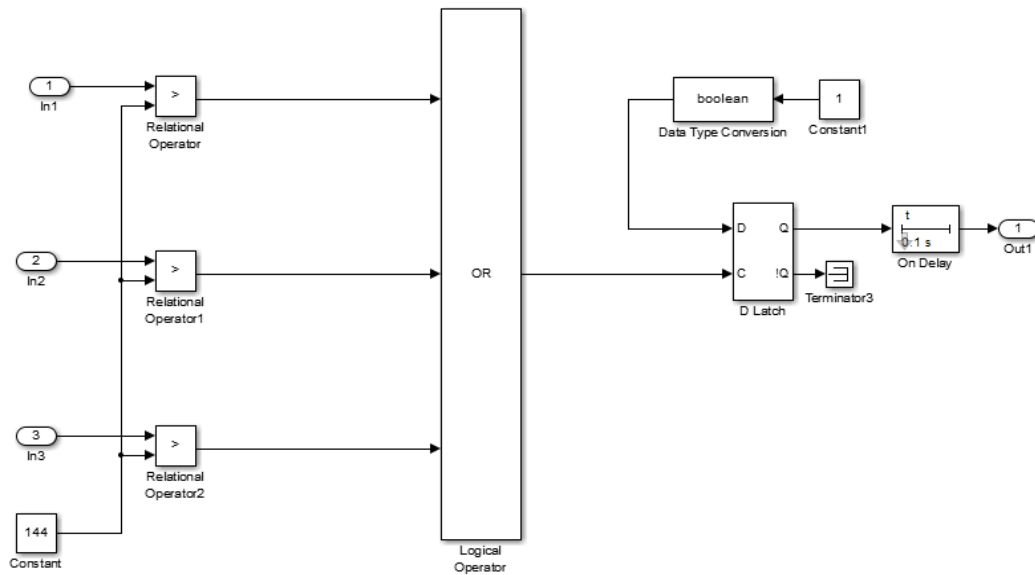 1
In1
>
Relational
Operator
2
In2
>
Relational
Operator1
3
In3
>
Relational
Operator2
144
Constant
OR
Logical
Operator
boolean
Data Type Conversion
1
Constant1
D
Q
C
!Q
D Latch
Terminator3
t
0.1 s
On Delay
1
Out1